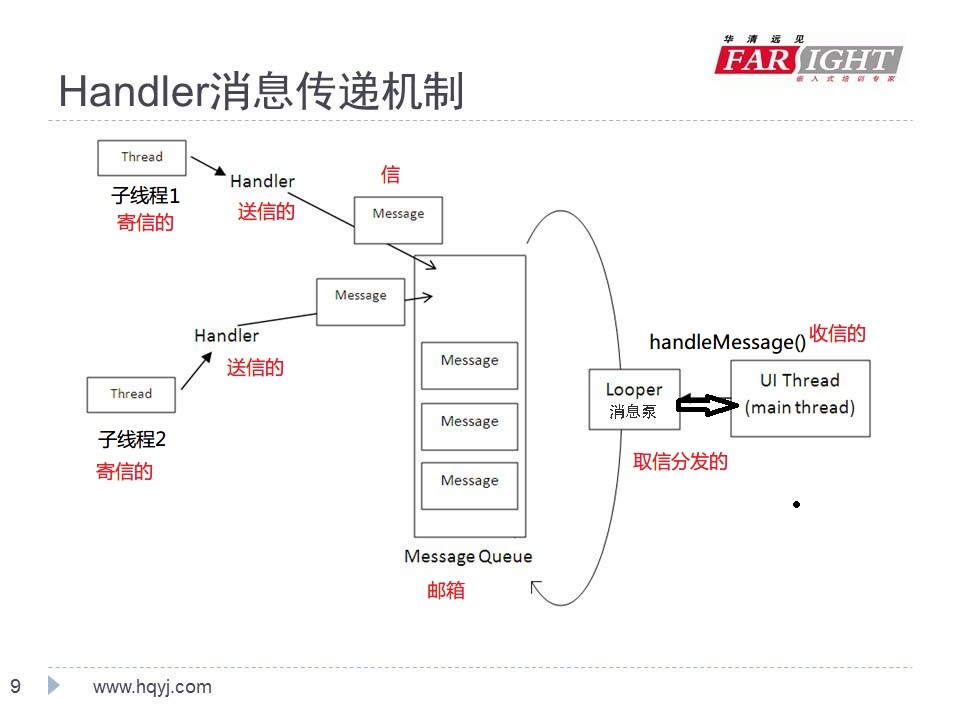 华清远见
FARSIGHT
嵌入式培训专家
Handler消息传递机制
Thread
子线程1
寄信的
Handler
送信的
信
Message
Message
Handler
送信的
Thread
子线程2
寄信的
Message
Message
Message
Message Queue
邮箱
handleMessage()
收信的
Looper
消息泵
UI Thread
(main thread)
取信分发的
9
www.hqyj.com